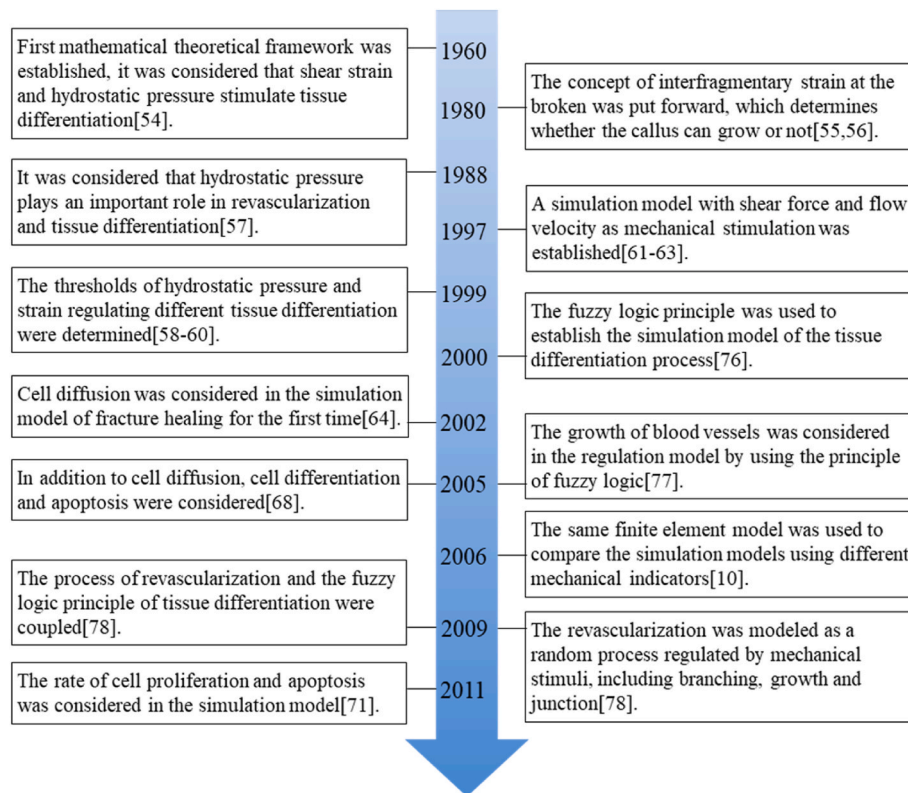 1960
First mathematical theoretical framework was
established, it was considered that shear strain
and hydrostatic pressure stimulate tissue
differentiation[54].
1980
The concept of interfragmentary strain at the
broken was put forward, which determines
whether the callus can grow or not[55,56].
1988
It was considered that hydrostatic pressure
plays an important role in revascularization
and tissue differentiation[57].
1997
A simulation model with shear force and flow
velocity as mechanical stimulation was
established[61-63].
1999
The thresholds of hydrostatic pressure and
strain regulating different tissue differentiation
were determined[58-60].
2000
The fuzzy logic principle was used to
establish the simulation model of the tissue
differentiation process[76].
2002
Cell diffusion was considered in the simulation
model of fracture healing for the first time[64].
2005
In addition to cell diffusion, cell differentiation
and apoptosis were considered[68].
The growth of blood vessels was considered
in the regulation model by using the principle
of fuzzy logic[77].
2006
The same finite element model was used to
compare the simulation models using different
mechanical indicators[10].
2009
The process of revascularization and the fuzzy
logic principle of tissue differentiation were
coupled[78].
The revascularization was modeled as a
random process regulated by mechanical
stimuli, including branching, growth and
junction[78].
2011
The rate of cell proliferation and apoptosis
was considered in the simulation model[71].